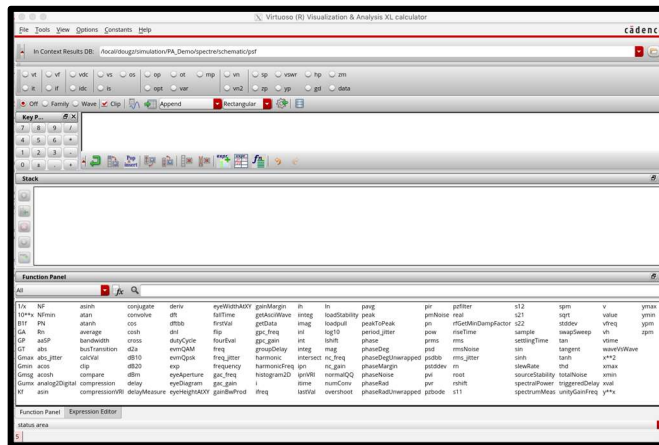 Virtuoso (R) Visualization & Analysis XL calculator
File Tools View Options Constants Help cādence
In Context Results DB: /local/dougz/simulation/PA_Demo/spectre/schematic/psf
vt vf vdc vs os op ot mp vn sp vswr hp zm
it if idc is opt var vn2 zp yp gd data
Off Family Wave Clip Append Rectangular
Key P...
7 8 9 /
4 5 6 *
1 2 3 -
0 ± . +
Stack
Function Panel
All fx
1/x NF asinh conjugate deriv eyeWidthAtXY gainMargin ih ln pavg pir pzfilter s12 spm v ymax
10**x NFmin atan convolve dft fallTime getAsciiWave iinteg loadStability peak pmNoise real s21 sqrt value ymin
B1f PN atanh cos dftbb firstVal getData imag loadpull peakToPeak pn rfGetMinDampFactor s22 stddev vfreq ypm
GA Rn average cosh dnl flip gpc_freq inl log10 period_jitter pow riseTime sample swapSweep vh zpm
GP aaSP bandwidth cross dutyCycle fourEval gpc_gain int lshift phase prms rms settlingTime tan vtime
GT abs busTransition d2a evmQAM freq groupDelay integ mag phaseDeg psd rmsNoise sin tangent waveVsWave
Gmax abs_jitter calcVal dB10 evmQpsk freq_jitter harmonic intersect nc_freq phaseDegUnwrapped psdbb rms_jitter sinh tanh x**2
Gmin acos clip dB20 exp frequency harmonicFreq ipn nc_gain phaseMargin pstddev rn slewRate thd xmax
Gmsg acosh compare dBm eyeAperture gac_freq histogram2D ipnVRI normalQQ phaseNoise pvi root sourceStability totalNoise xmin
Gumx analog2Digital compression delay eyeDiagram gac_gain i itime numConv phaseRad pvr rshift spectralPower triggeredDelay xval
Kf asin compressionVRI delayMeasure eyeHeightAtXY gainBwProd ifreq lastVal overshoot phaseRadUnwrapped pzbode s11 spectrumMeas unityGainFreq y**x
Function Panel Expression Editor
status area
5